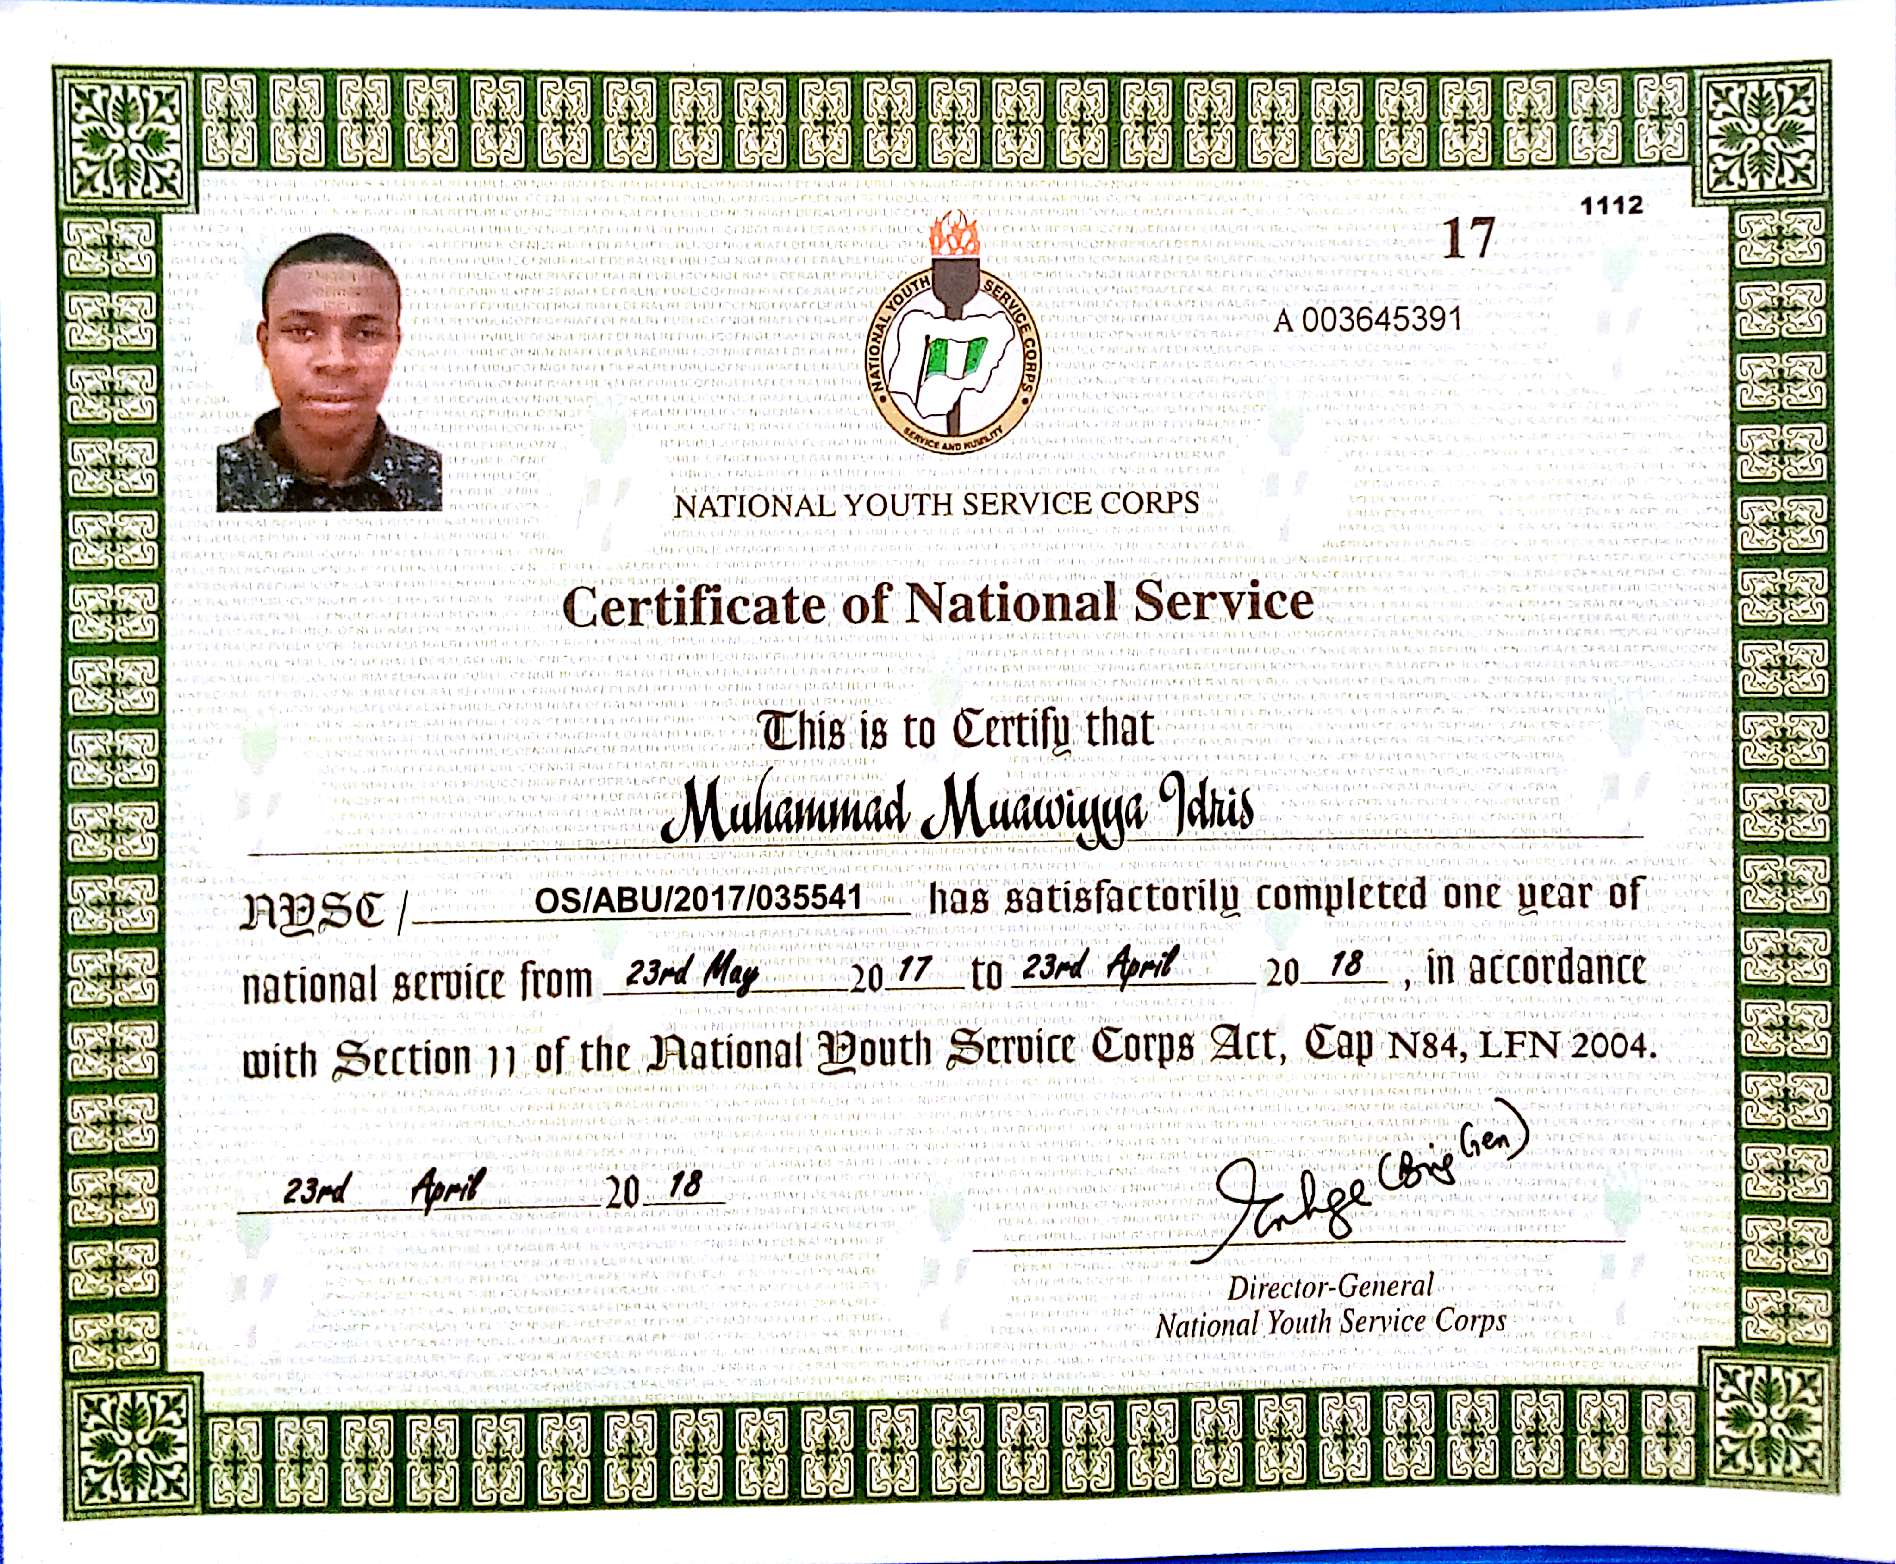 1112
17
A 003645391
NATIONAL YOUTH SERVICE CORPS
SERVICE AND HUMILITY
NATIONAL YOUTH SERVICE CORPS
Certificate of National Service
This is to Certify that
Muhammad Muawiyya Idris
NYSC / OS/ABU/2017/035541 has satisfactorily completed one year of
national service from 23rd May 20 17 to 23rd April 20 18 , in accordance
with Section 11 of the National Youth Service Corps Act, Cap N84, LFN 2004.
23rd April 20 18
(Brig Gen)
Director-General
National Youth Service Corps